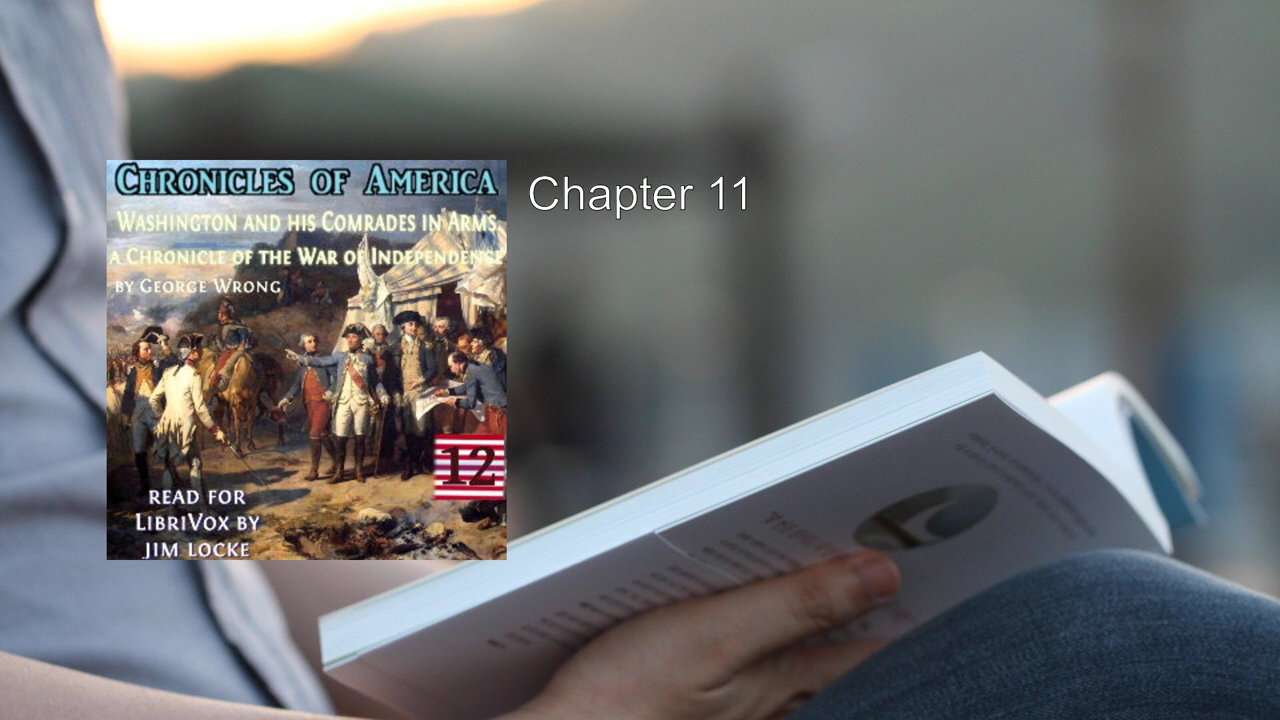 CHRONICLES OF AMERICA
WASHINGTON AND HIS COMRADES IN ARMS
A CHRONICLE OF THE WAR OF INDEPENDENCE
BY GEORGE WRONG
12
READ FOR
LIBRIVOX BY
JIM LOCKE
Chapter 11